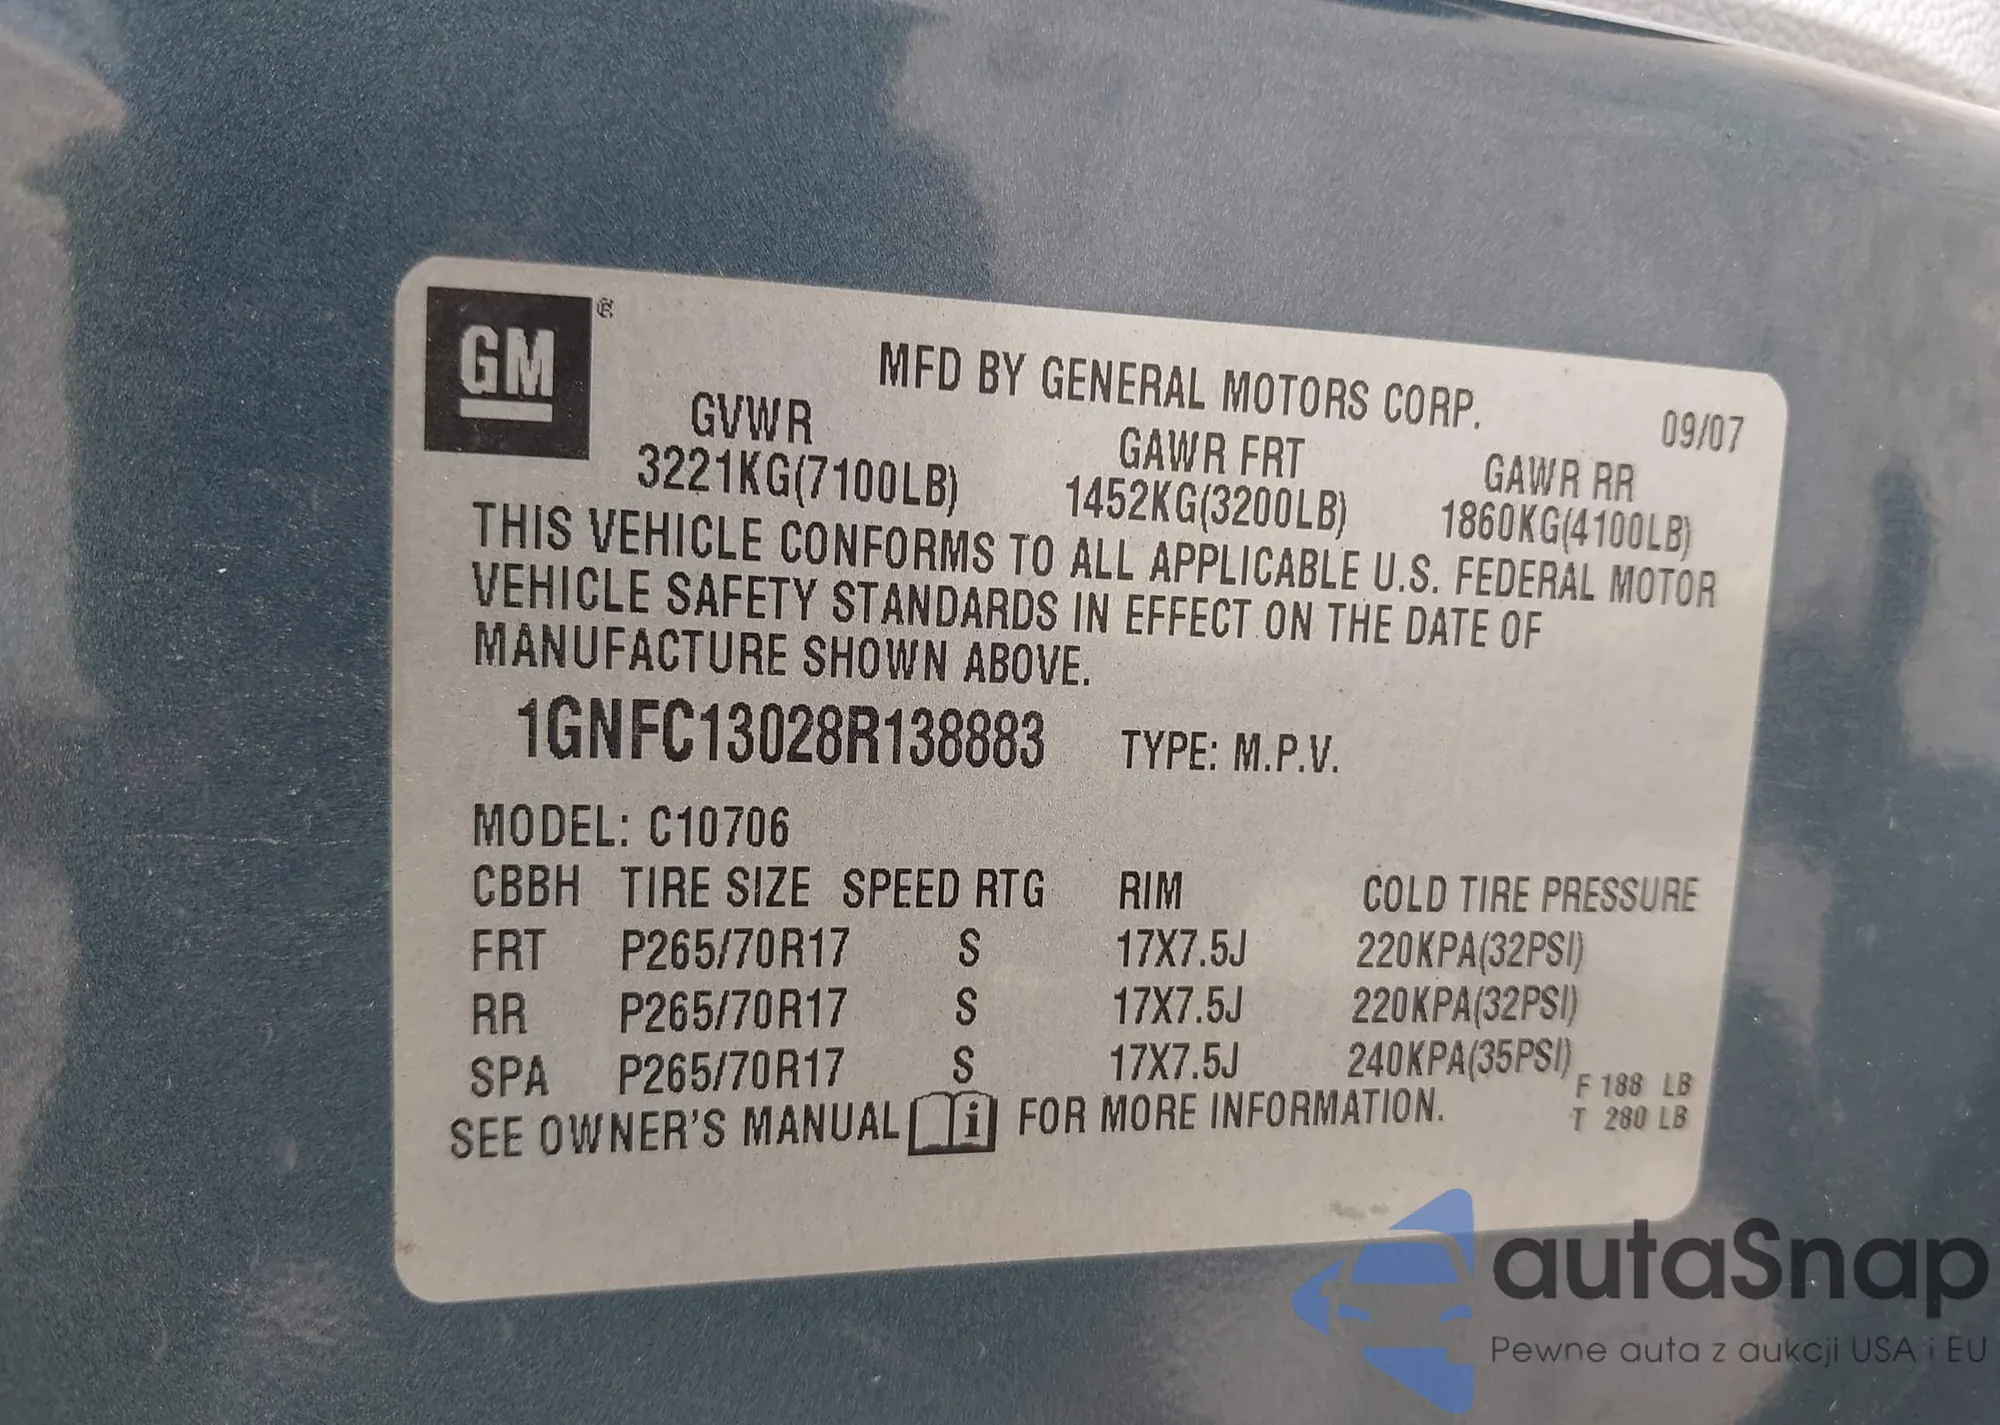 GM®
MFD BY GENERAL MOTORS CORP. 09/07
GVWR GAWR FRT GAWR RR
3221KG(7100LB) 1452KG(3200LB) 1860KG(4100LB)
THIS VEHICLE CONFORMS TO ALL APPLICABLE U.S. FEDERAL MOTOR
VEHICLE SAFETY STANDARDS IN EFFECT ON THE DATE OF
MANUFACTURE SHOWN ABOVE.
1GNFC13028R138883 TYPE: M.P.V.
MODEL: C10706
CBBH TIRE SIZE SPEED RTG RIM COLD TIRE PRESSURE
FRT P265/70R17 S 17X7.5J 220KPA(32PSI)
RR P265/70R17 S 17X7.5J 220KPA(32PSI)
SPA P265/70R17 S 17X7.5J 240KPA(35PSI)
F 188 LB
T 280 LB
SEE OWNER'S MANUAL i FOR MORE INFORMATION.
autaSnap
Pewne auta z aukcji USA i EU